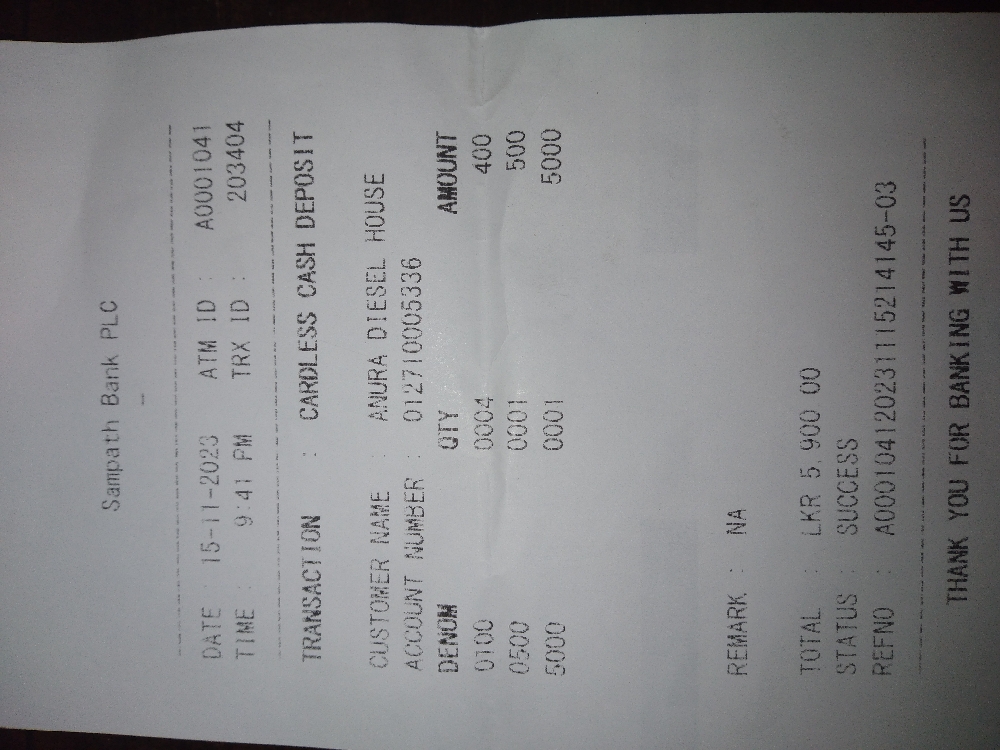 Sampath Bank PLC
-
DATE : 15-11-2023 ATM ID : A0001041
TIME : 9:41 PM TRX ID : 203404
TRANSACTION : CARDLESS CASH DEPOSIT
CUSTOMER NAME : ANURA DIESEL HOUSE
ACCOUNT NUMBER : 012710005336
DENOM QTY AMOUNT
0100 0004 400
0500 0001 500
5000 0001 5000
REMARK : NA
TOTAL : LKR 5,900 00
STATUS : SUCCESS
REFNO : A000104120231115214145-03
THANK YOU FOR BANKING WITH US